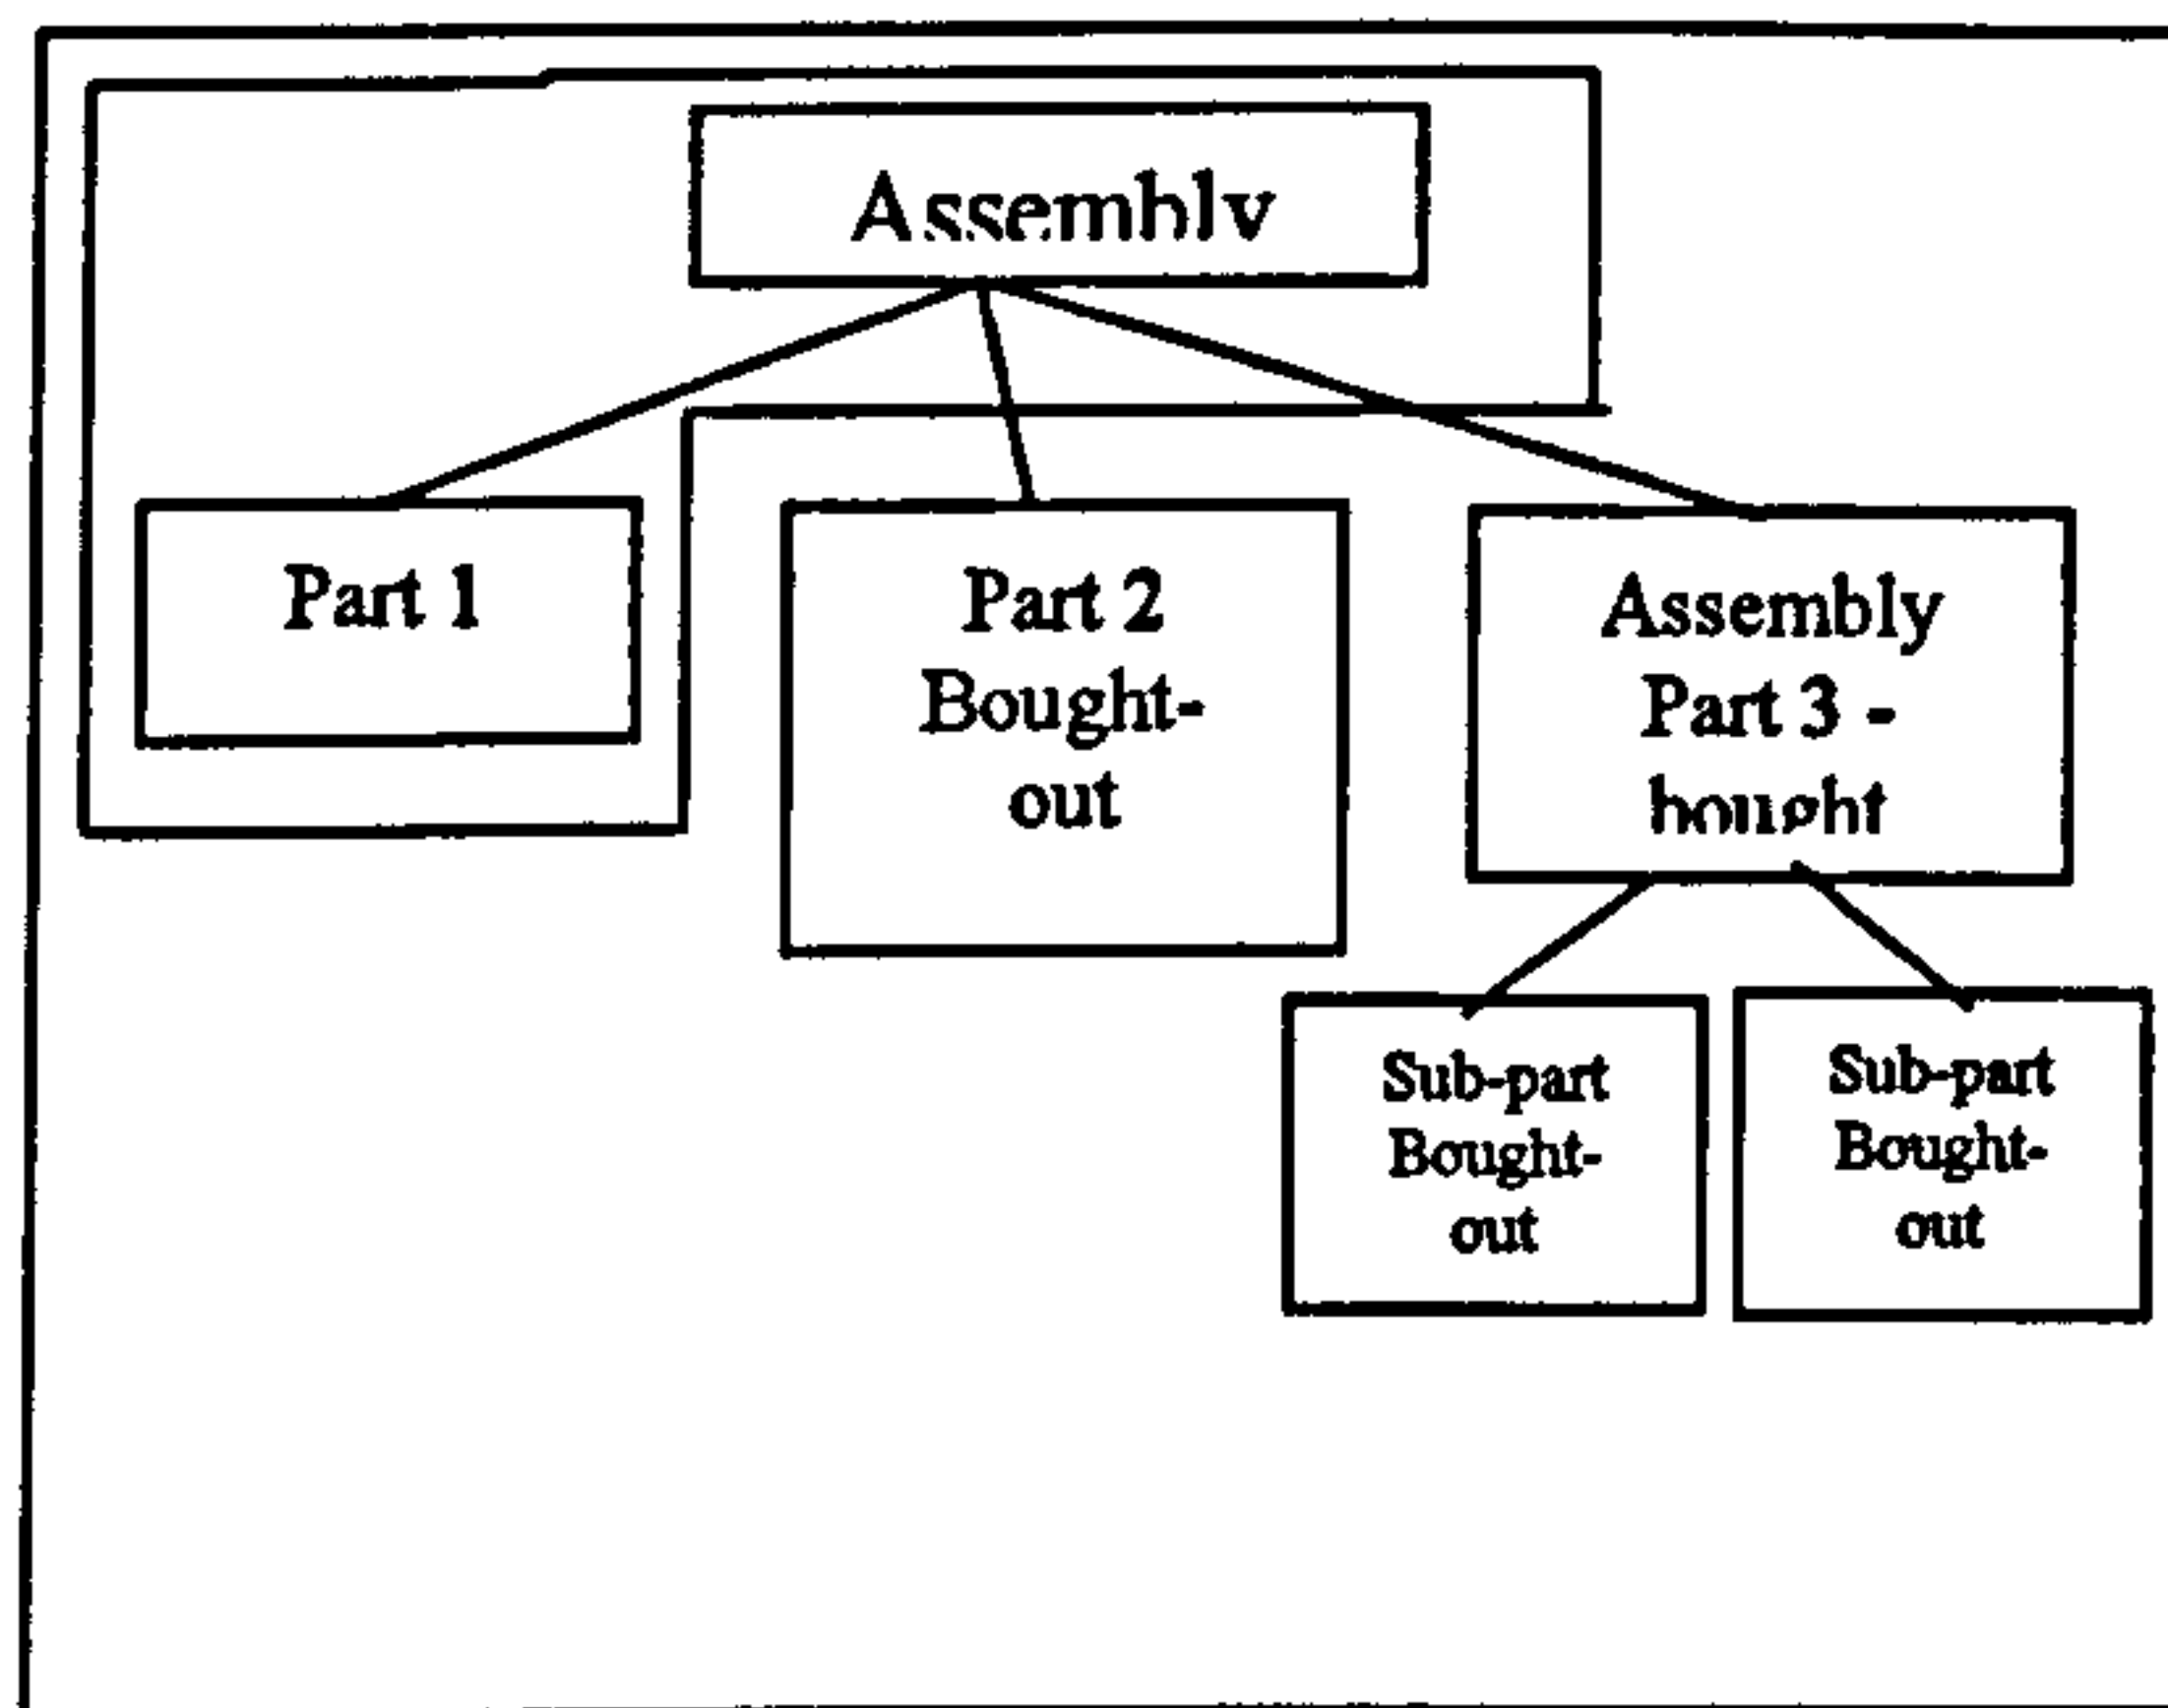 Assembly
Part 1
Part 2
Bought-
out
Assembly
Part 3 -
bought
Sub-part
Bought-
out
Sub-part
Bought-
out